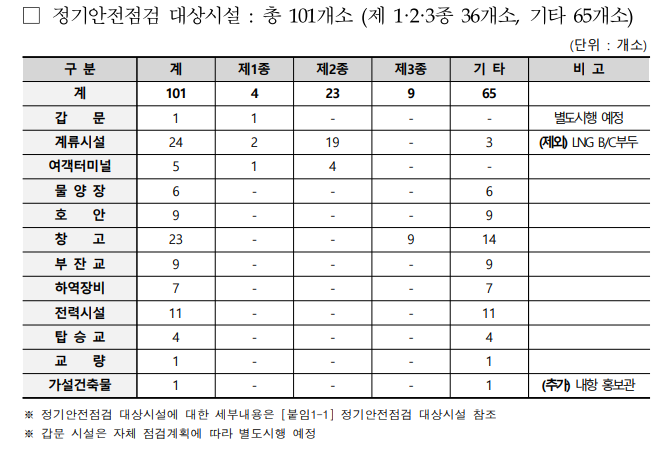 □ 정기안전점검 대상시설 : 총 101개소 (제 1·2·3종 36개소, 기타 65개소)
(단위 : 개소)
구 분 계 제1종 제2종 제3종 기 타 비 고
계 101 4 23 9 65
갑 문 1 1 - - - 별도시행 예정
계류시설 24 2 19 3 (제외) LNG B/C부두
여객터미널 5 1 4 - -
물 양 장 6 - - - 6
호 안 9 - - - 9
창 고 23 - - 9 14
부 잔 교 9 - - - 9
하역장비 7 - - - 7
전력시설 11 - - - 11
탑 승 교 4 - - - 4
교 량 1 - - - 1
가설건축물 1 - - - 1 (추가) 내항 홍보관
※ 정기안전점검 대상시설에 대한 세부내용은 [붙임1-1] 정기안전점검 대상시설 참조
※ 갑문 시설은 자체 점검계획에 따라 별도시행 예정